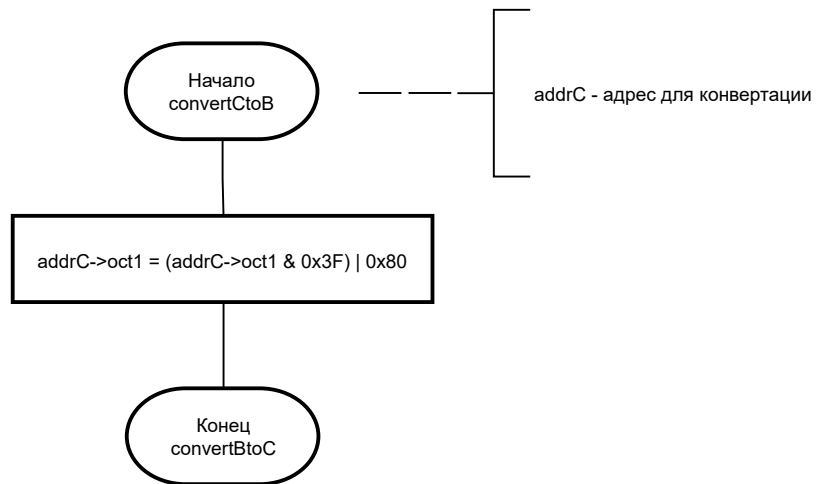 Начало
convertCtoB
addrC - адрес для конвертации
addrC->oct1 = (addrC->oct1 & 0x3F) | 0x80
Конец
convertBtoC